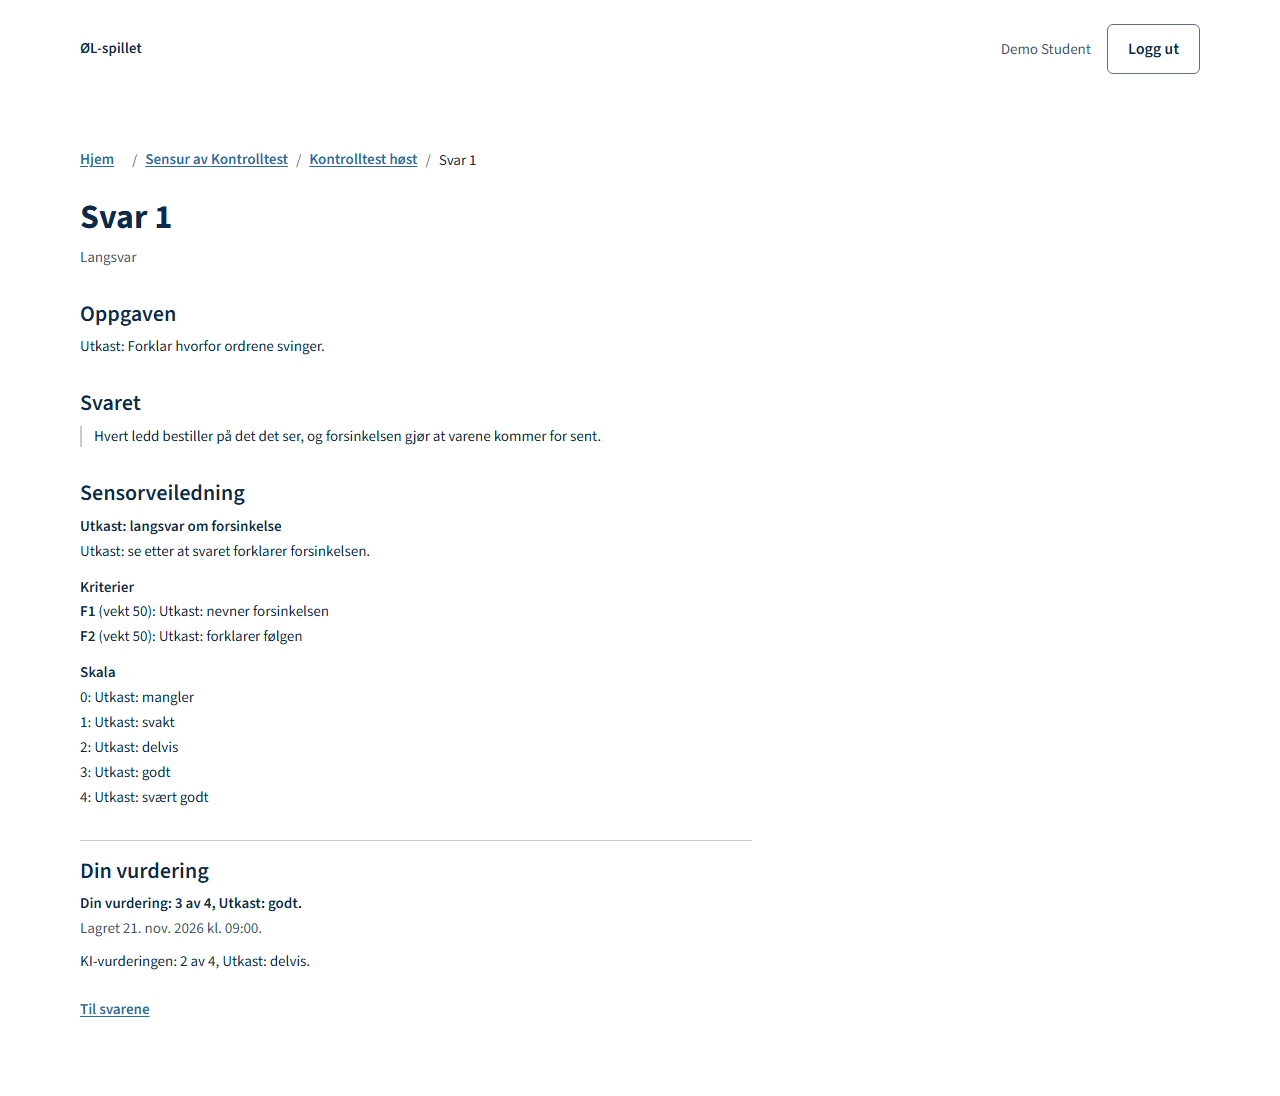 ØL-spillet
Demo Student
Logg ut
Hjem / Sensur av Kontrolltest / Kontrolltest høst / Svar 1
Svar 1
Langsvar
Oppgaven
Utkast: Forklar hvorfor ordrene svinger.
Svaret
Hvert ledd bestiller på det det ser, og forsinkelsen gjør at varene kommer for sent.
Sensorveiledning
Utkast: langsvar om forsinkelse
Utkast: se etter at svaret forklarer forsinkelsen.
Kriterier
F1 (vekt 50): Utkast: nevner forsinkelsen
F2 (vekt 50): Utkast: forklarer følgen
Skala
0: Utkast: mangler
1: Utkast: svakt
2: Utkast: delvis
3: Utkast: godt
4: Utkast: svært godt
Din vurdering
Din vurdering: 3 av 4, Utkast: godt.
Lagret 21. nov. 2026 kl. 09:00.
KI-vurderingen: 2 av 4, Utkast: delvis.
Til svarene